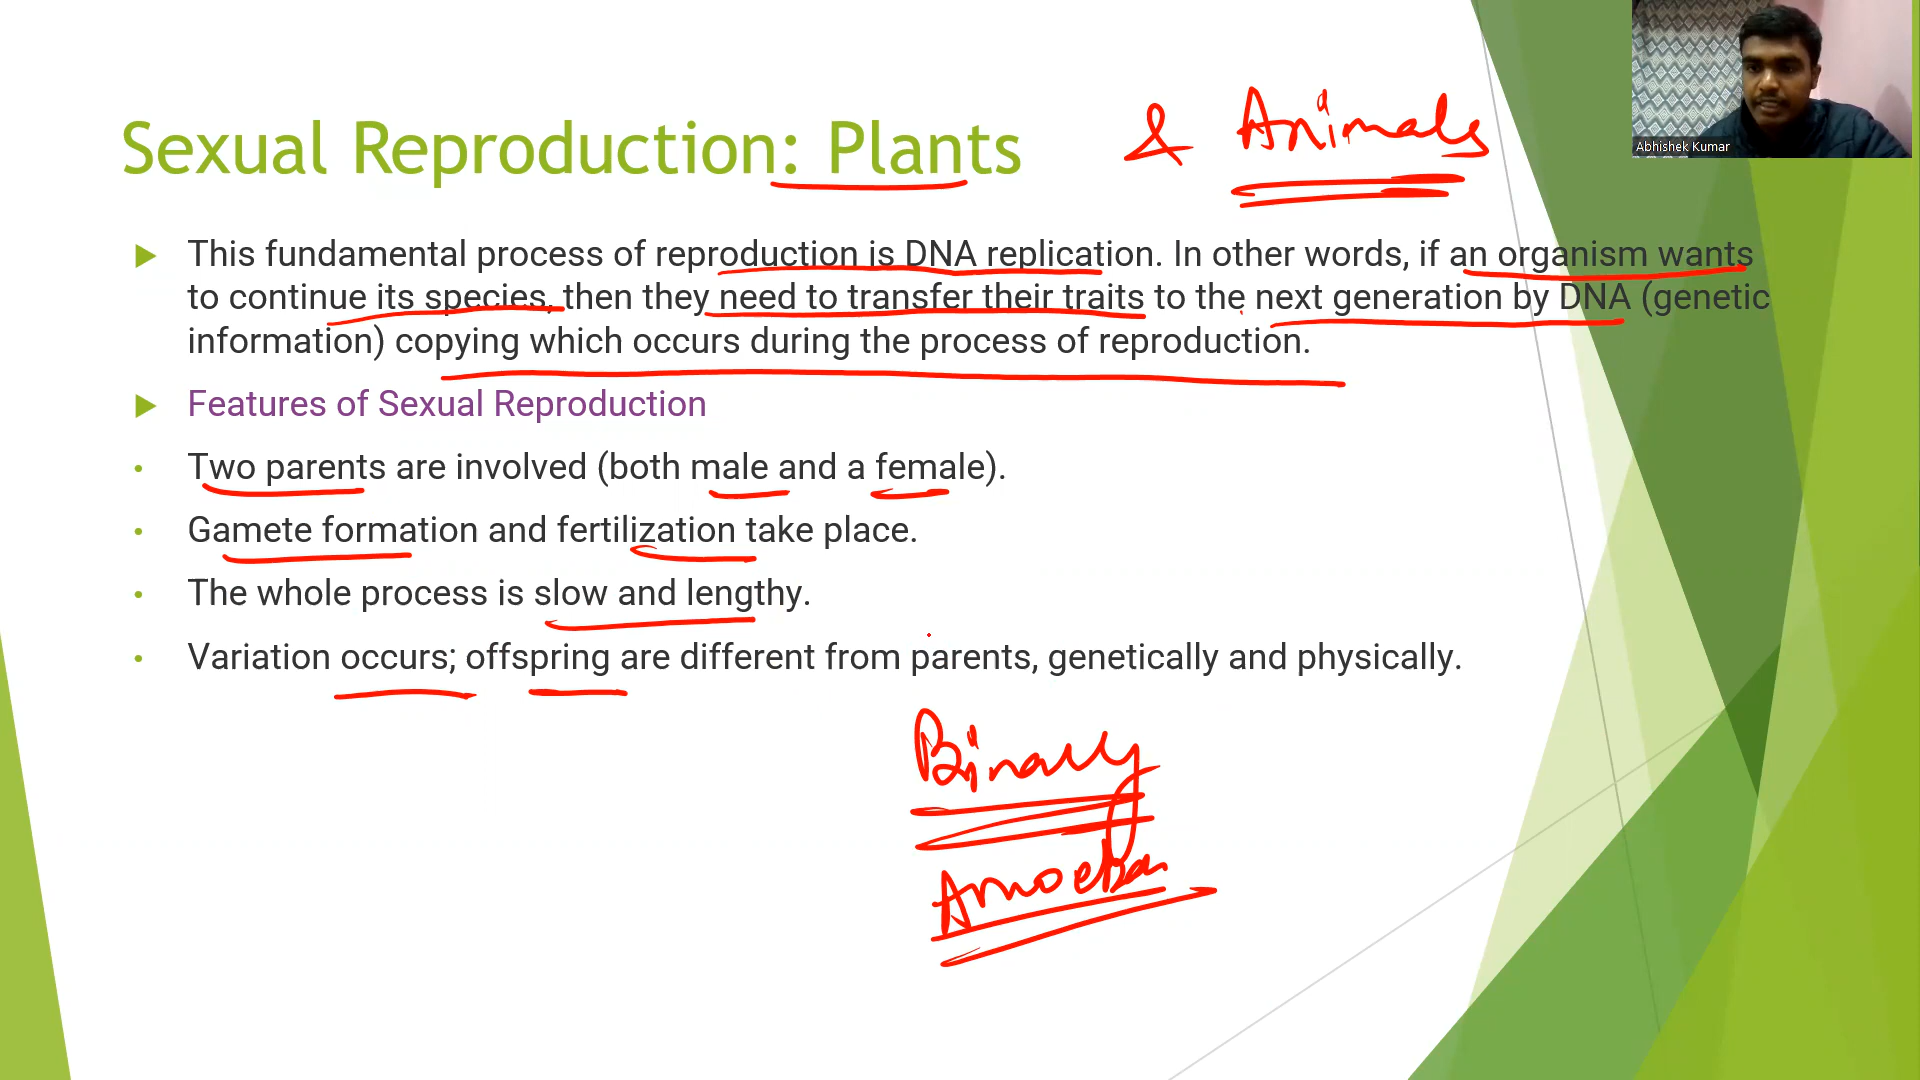 Abhishek Kumar
Sexual Reproduction: Plants & Animals
This fundamental process of reproduction is DNA replication. In other words, if an organism wants
to continue its species, then they need to transfer their traits to the next generation by DNA (genetic
information) copying which occurs during the process of reproduction.
Features of Sexual Reproduction
Two parents are involved (both male and a female).
Gamete formation and fertilization take place.
The whole process is slow and lengthy.
Variation occurs; offspring are different from parents, genetically and physically.
Binary
Amoeba